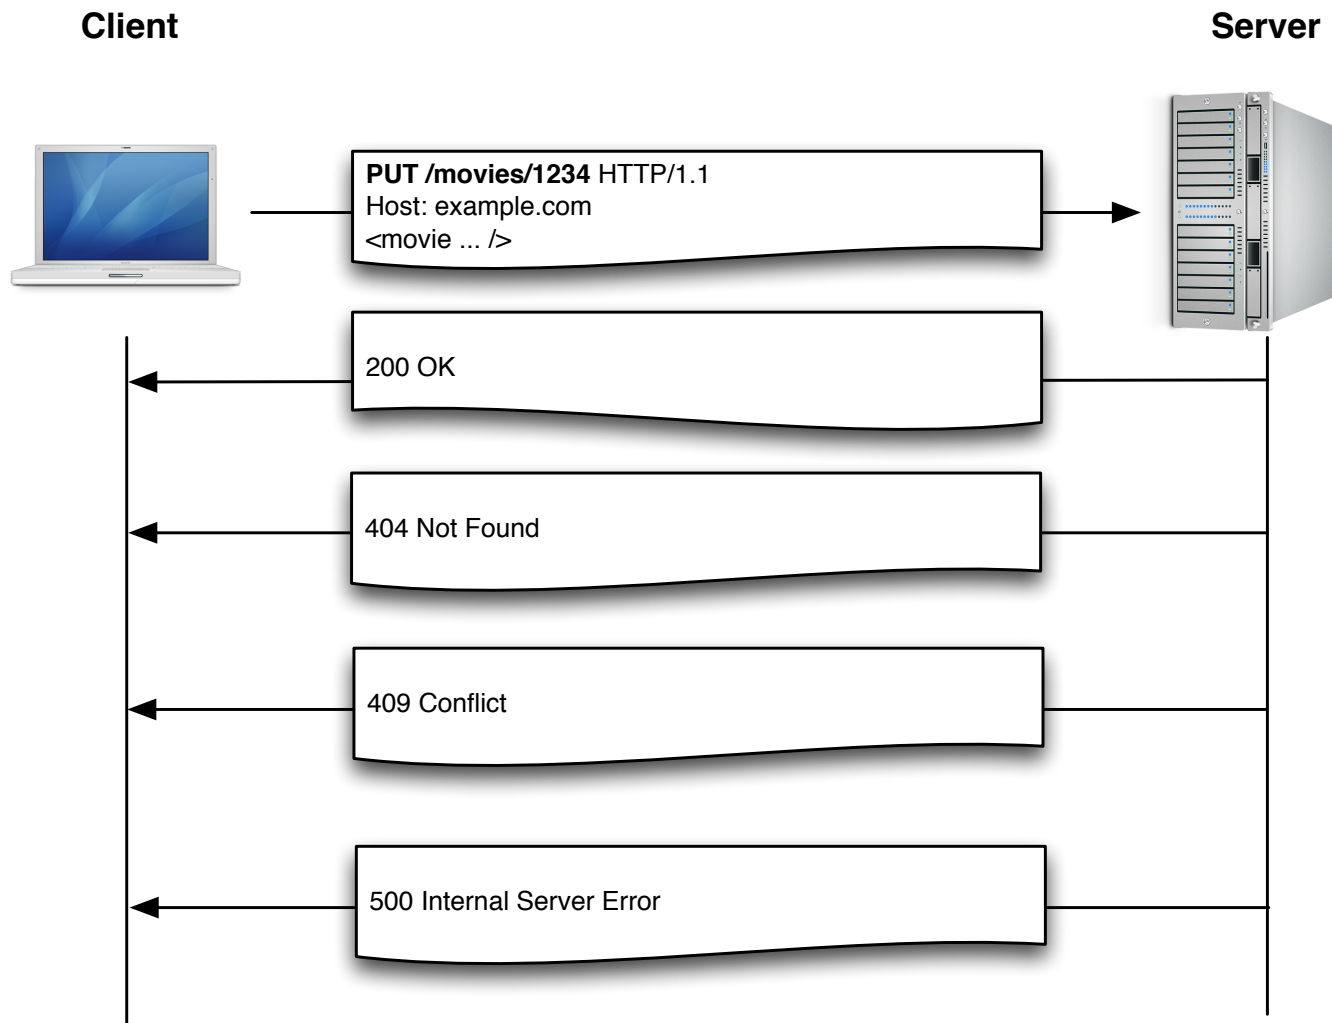 Client
Server
PUT /movies/1234 HTTP/1.1
Host: example.com
<movie ... />
200 OK
404 Not Found
409 Conflict
500 Internal Server Error